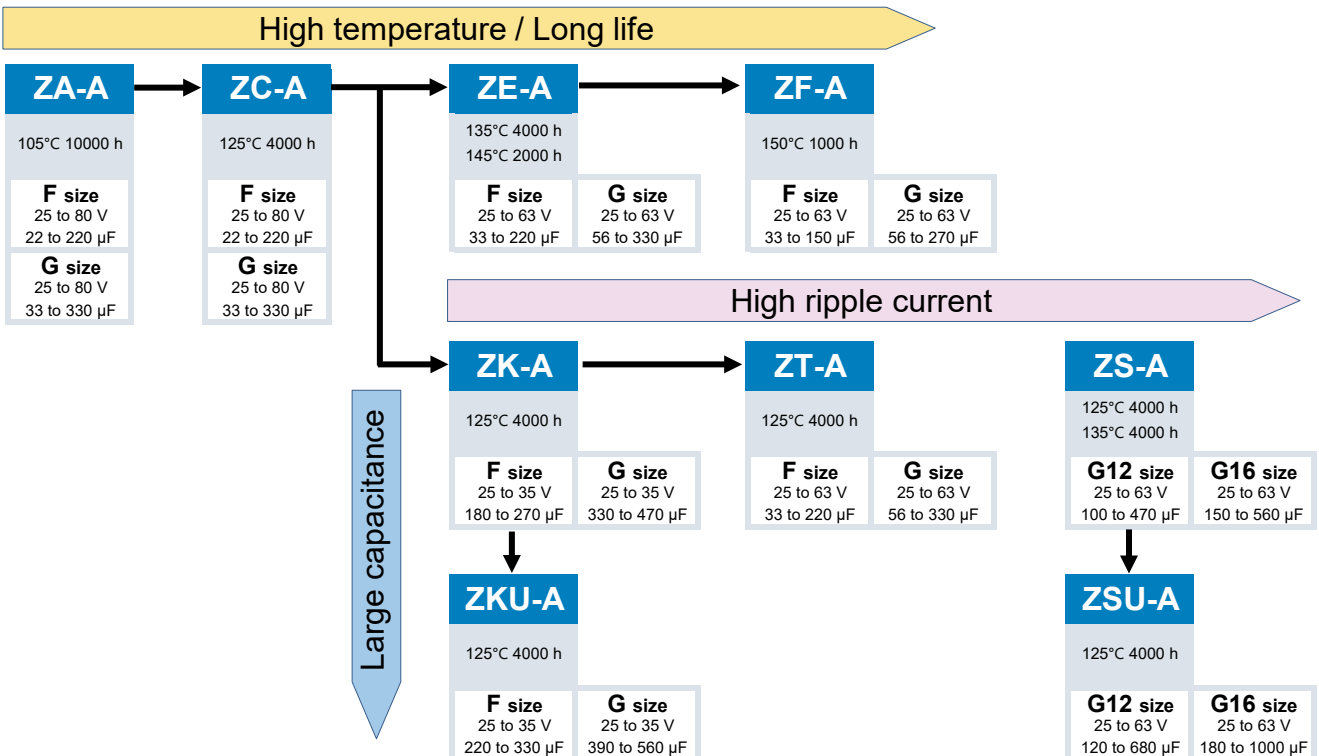 High temperature / Long life
ZA-A
105°C 10000 h
F size
25 to 80 V
22 to 220 µF
G size
25 to 80 V
33 to 330 µF
ZC-A
125°C 4000 h
F size
25 to 80 V
22 to 220 µF
G size
25 to 80 V
33 to 330 µF
ZE-A
135°C 4000 h
145°C 2000 h
F size
25 to 63 V
33 to 220 µF
G size
25 to 63 V
56 to 330 µF
ZF-A
150°C 1000 h
F size
25 to 63 V
33 to 150 µF
G size
25 to 63 V
56 to 270 µF
High ripple current
Large capacitance
ZK-A
125°C 4000 h
F size
25 to 35 V
180 to 270 µF
G size
25 to 35 V
330 to 470 µF
ZT-A
125°C 4000 h
F size
25 to 63 V
33 to 220 µF
G size
25 to 63 V
56 to 330 µF
ZS-A
125°C 4000 h
135°C 4000 h
G12 size
25 to 63 V
100 to 470 µF
G16 size
25 to 63 V
150 to 560 µF
ZKU-A
125°C 4000 h
F size
25 to 35 V
220 to 330 µF
G size
25 to 35 V
390 to 560 µF
ZSU-A
125°C 4000 h
G12 size
25 to 63 V
120 to 680 µF
G16 size
25 to 63 V
180 to 1000 µF